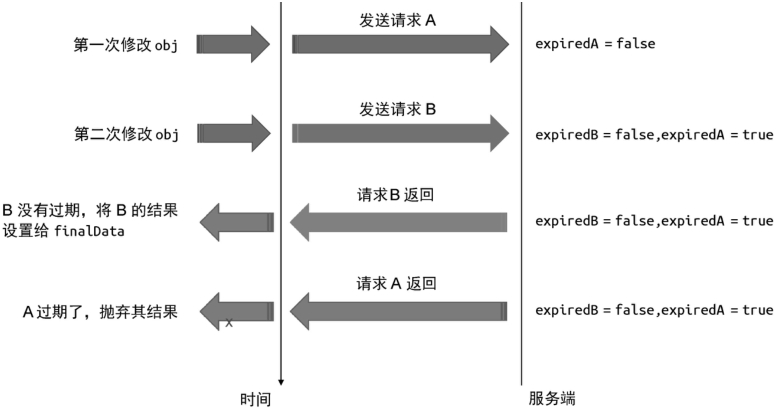 发送请求 A
第一次修改 obj
expiredA = false
发送请求 B
第二次修改 obj
expiredB = false,expiredA = true
请求B 返回
B 没有过期，将 B 的结果
设置给 finalData
expiredB = false,expiredA = true
请求 A 返回
A 过期了，抛弃其结果
x
expiredB = false,expiredA = true
时间
服务端